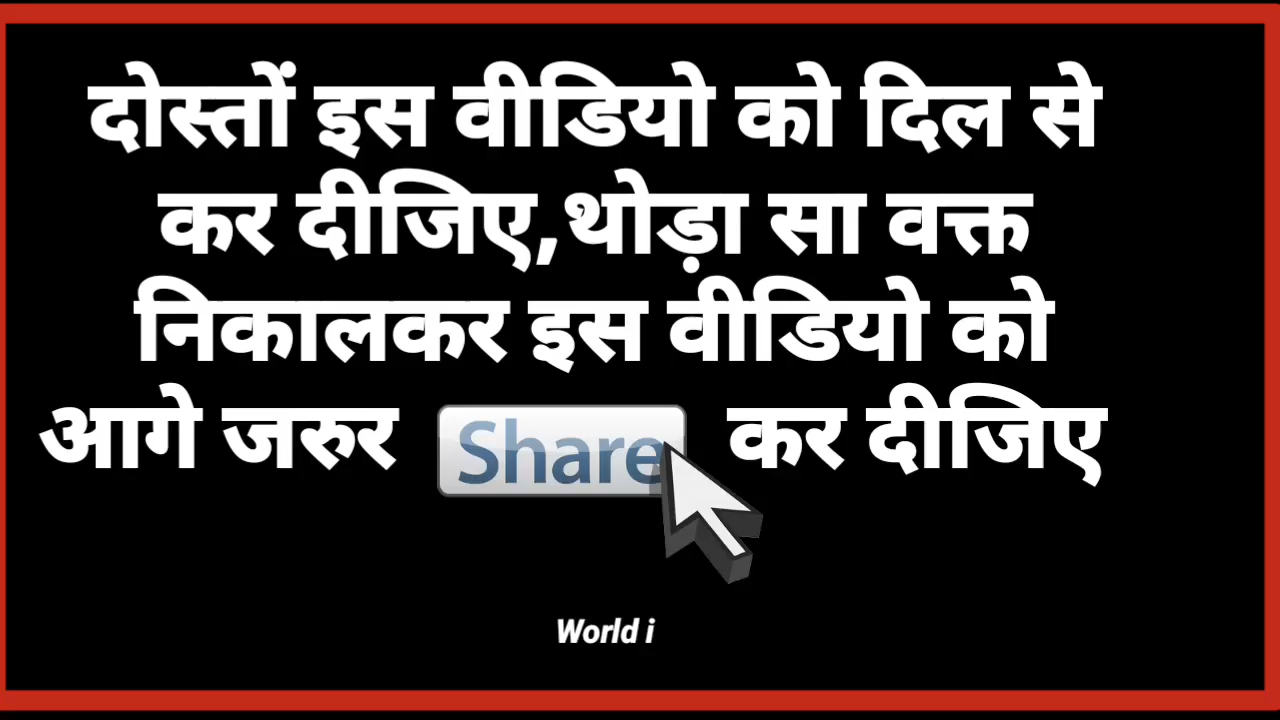 दोस्तों इस वीडियो को दिल से
कर दीजिए,थोड़ा सा वक्त
निकालकर इस वीडियो को
आगे जरुर Share कर दीजिए
World i